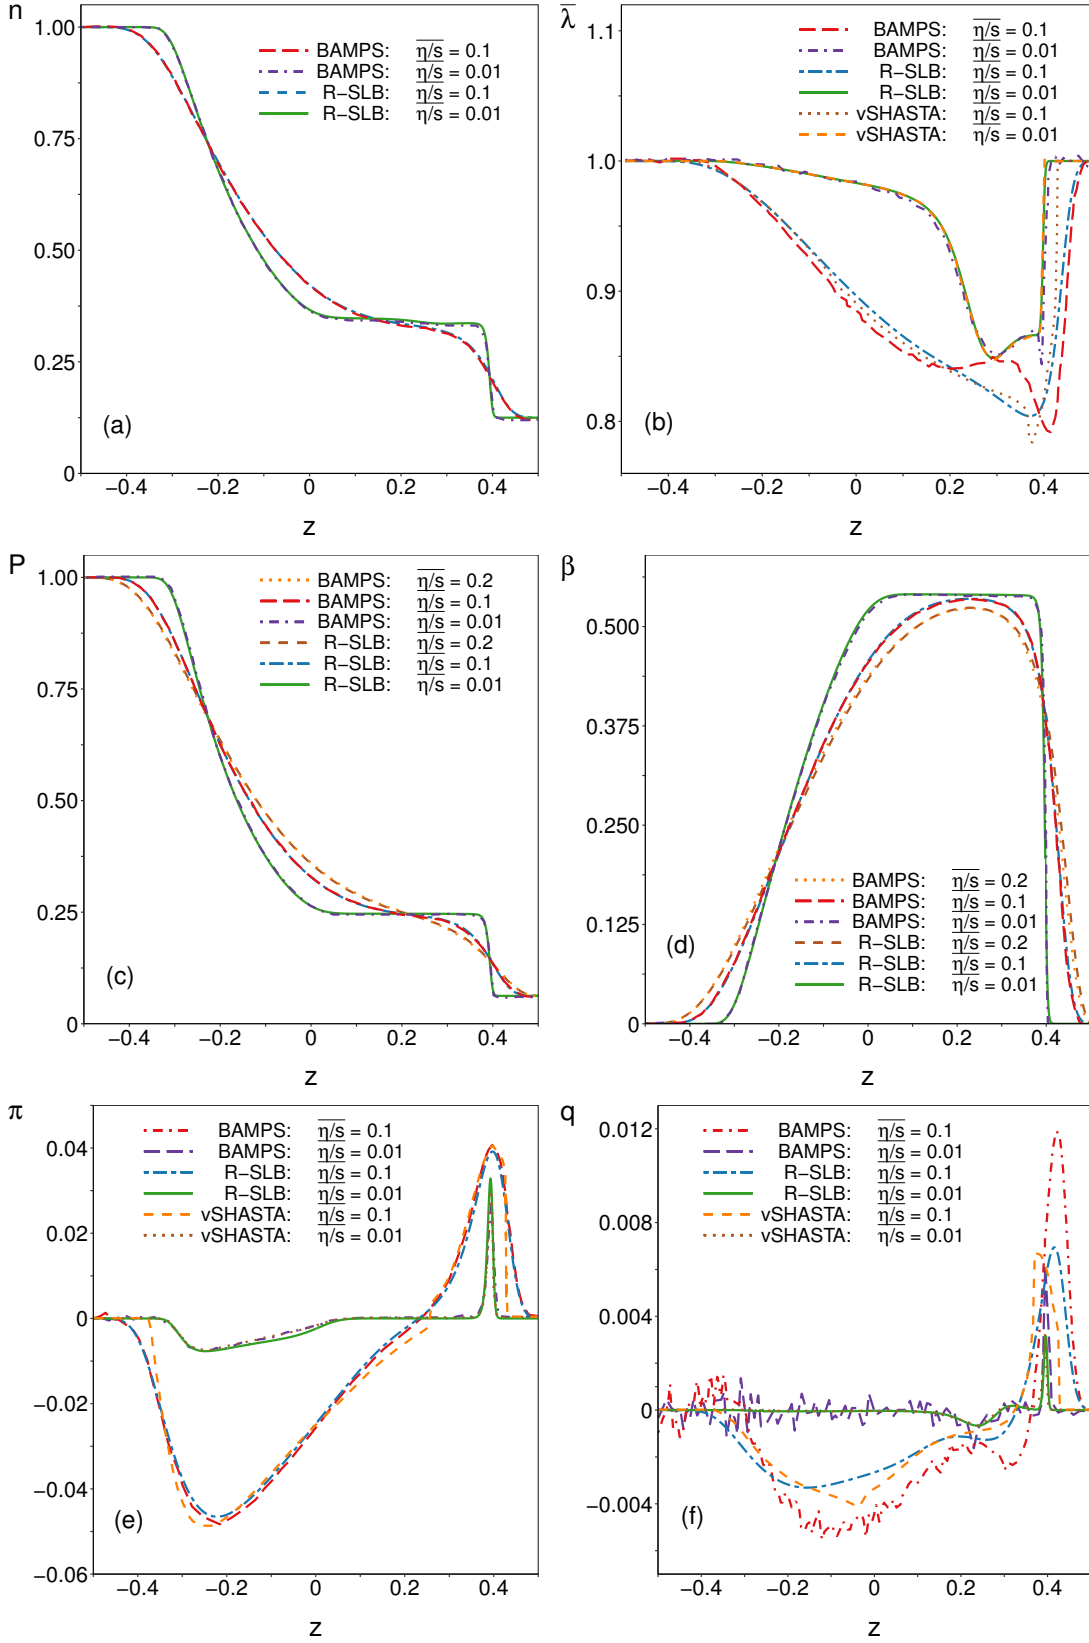 n
1.00
0.75
0.50
0.25
0
BAMPS: η/s = 0.1
BAMPS: η/s = 0.01
R−SLB: η/s = 0.1
R−SLB: η/s = 0.01
(a)
−0.4 −0.2 0 0.2 0.4
z
λ
1.1
1.0
0.9
0.8
BAMPS: η/s = 0.1
BAMPS: η/s = 0.01
R−SLB: η/s = 0.1
R−SLB: η/s = 0.01
vSHASTA: η/s = 0.1
vSHASTA: η/s = 0.01
(b)
−0.4 −0.2 0 0.2 0.4
z
P
1.00
0.75
0.50
0.25
0
BAMPS: η/s = 0.2
BAMPS: η/s = 0.1
BAMPS: η/s = 0.01
R−SLB: η/s = 0.2
R−SLB: η/s = 0.1
R−SLB: η/s = 0.01
(c)
−0.4 −0.2 0 0.2 0.4
z
β
0.500
0.375
0.250
0.125
0
BAMPS: η/s = 0.2
BAMPS: η/s = 0.1
BAMPS: η/s = 0.01
R−SLB: η/s = 0.2
R−SLB: η/s = 0.1
R−SLB: η/s = 0.01
(d)
−0.4 −0.2 0 0.2 0.4
z
π
0.04
0.02
0
−0.02
−0.04
−0.06
BAMPS: η/s = 0.1
BAMPS: η/s = 0.01
R−SLB: η/s = 0.1
R−SLB: η/s = 0.01
vSHASTA: η/s = 0.1
vSHASTA: η/s = 0.01
(e)
−0.4 −0.2 0 0.2 0.4
z
q
0.012
0.008
0.004
0
−0.004
BAMPS: η/s = 0.1
BAMPS: η/s = 0.01
R−SLB: η/s = 0.1
R−SLB: η/s = 0.01
vSHASTA: η/s = 0.1
vSHASTA: η/s = 0.01
(f)
−0.4 −0.2 0 0.2 0.4
z